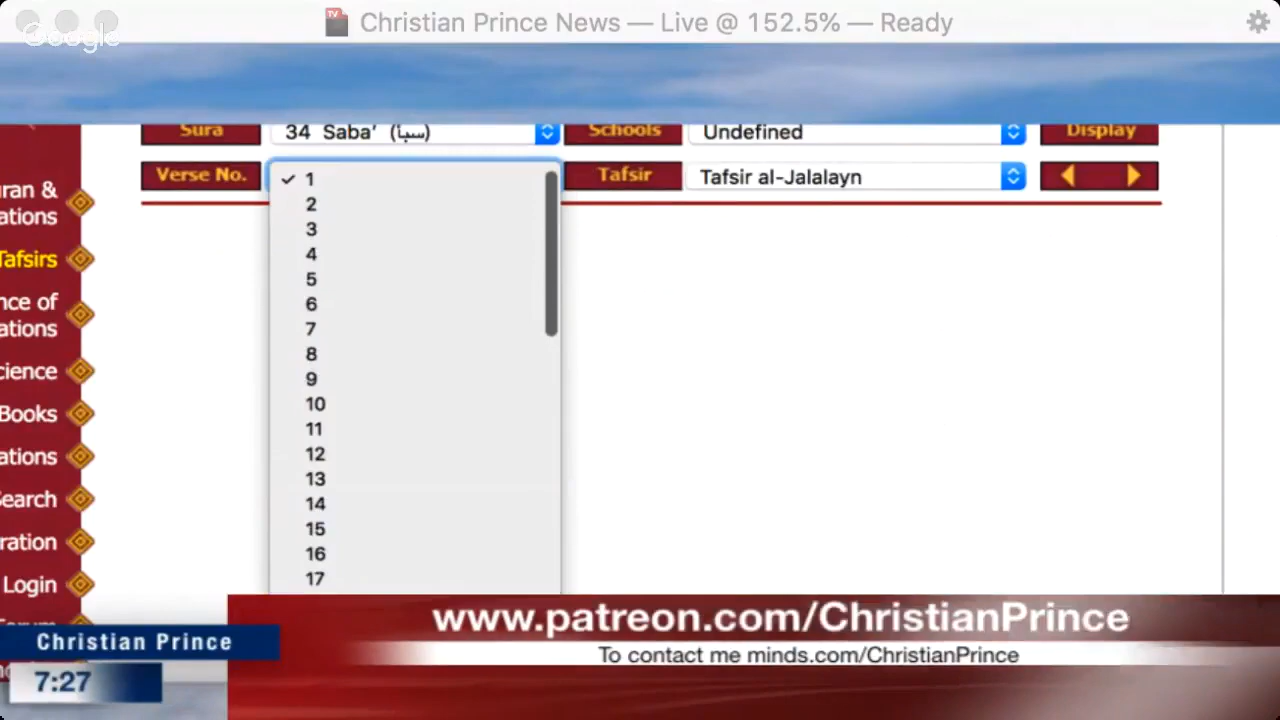 Christian Prince News — Live @ 152.5% — Ready
Google
Sura
34 Saba’ (سبأ)
Schools
Undefined
Display
Verse No.
✓ 1
Tafsir
Tafsir al-Jalalayn
2
3
4
5
6
7
8
9
10
11
12
13
14
15
16
17
uran &
ations
Tafsirs
nce of
ations
cience
Books
ations
Search
ration
Login
www.patreon.com/ChristianPrince
To contact me minds.com/ChristianPrince
Christian Prince
7:27